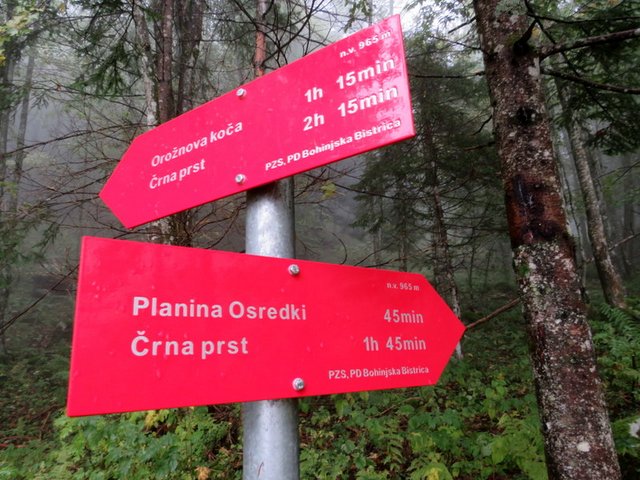 n.v. 965 m
Orožnova koča 1h 15min
Črna prst 2h 15min
PZS, PD Bohinjska Bistrica
n.v. 965 m
Planina Osredki 45min
Črna prst 1h 45min
PZS, PD Bohinjska Bistrica